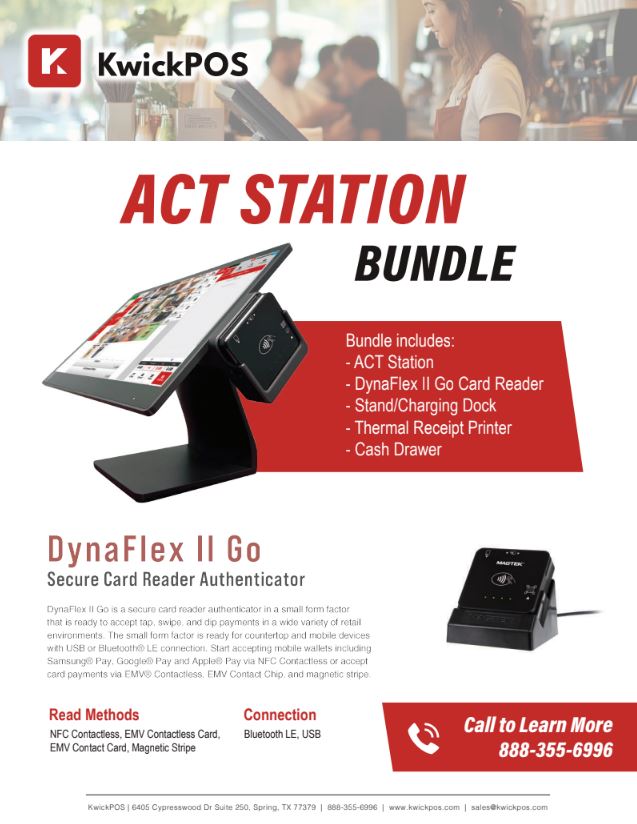 KwickPOS
ACT STATION
BUNDLE
Bundle includes:
- ACT Station
- DynaFlex II Go Card Reader
- Stand/Charging Dock
- Thermal Receipt Printer
- Cash Drawer
DynaFlex II Go
Secure Card Reader Authenticator
DynaFlex II Go is a secure card reader authenticator in a small form factor
that is ready to accept tap, swipe, and dip payments in a wide variety of retail
environments. The small form factor is ready for countertop and mobile devices
with USB or Bluetooth® LE connection. Start accepting mobile wallets including
Samsung® Pay, Google® Pay and Apple® Pay via NFC Contactless or accept
card payments via EMV® Contactless, EMV Contact Chip, and magnetic stripe.
MAGTEK
Read Methods
NFC Contactless, EMV Contactless Card,
EMV Contact Card, Magnetic Stripe
Connection
Bluetooth LE, USB
Call to Learn More
888-355-6996
KwickPOS | 6405 Cypresswood Dr Suite 250, Spring, TX 77379 | 888-355-6996 | www.kwickpos.com | sales@kwickpos.com